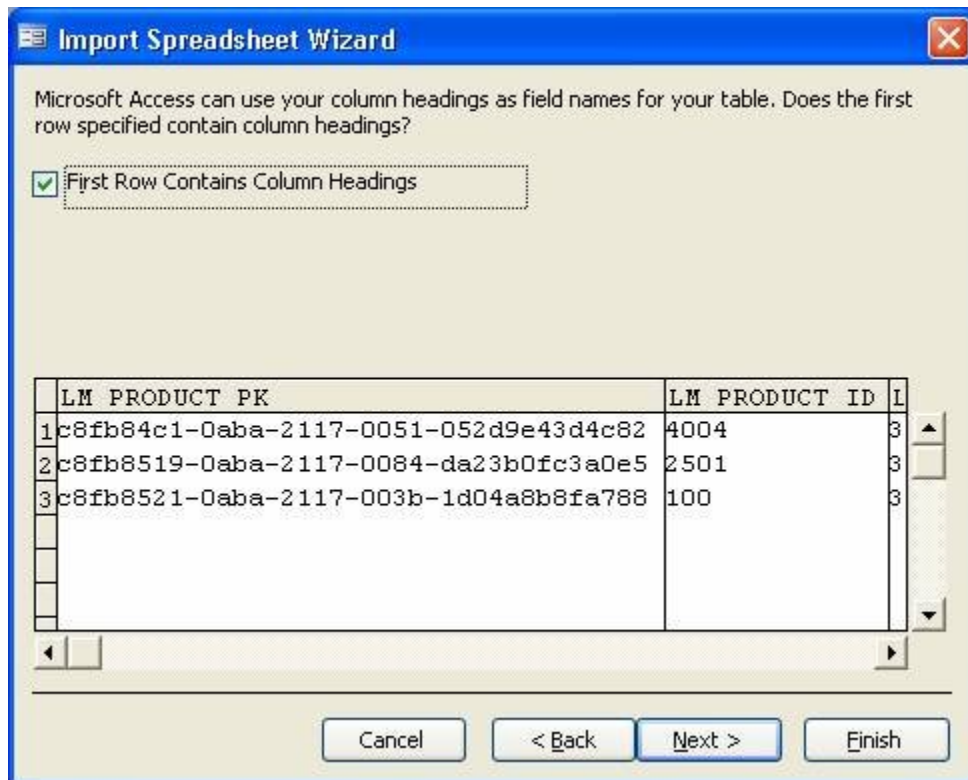 Import Spreadsheet Wizard
Microsoft Access can use your column headings as field names for your table. Does the first
row specified contain column headings?
First Row Contains Column Headings
LM PRODUCT PK LM PRODUCT ID L
1 c8fb84c1-0aba-2117-0051-052d9e43d4c82 4004 3
2 c8fb8519-0aba-2117-0084-da23b0fc3a0e5 2501 3
3 c8fb8521-0aba-2117-003b-1d04a8b8fa788 100 3
Cancel < Back Next > Finish